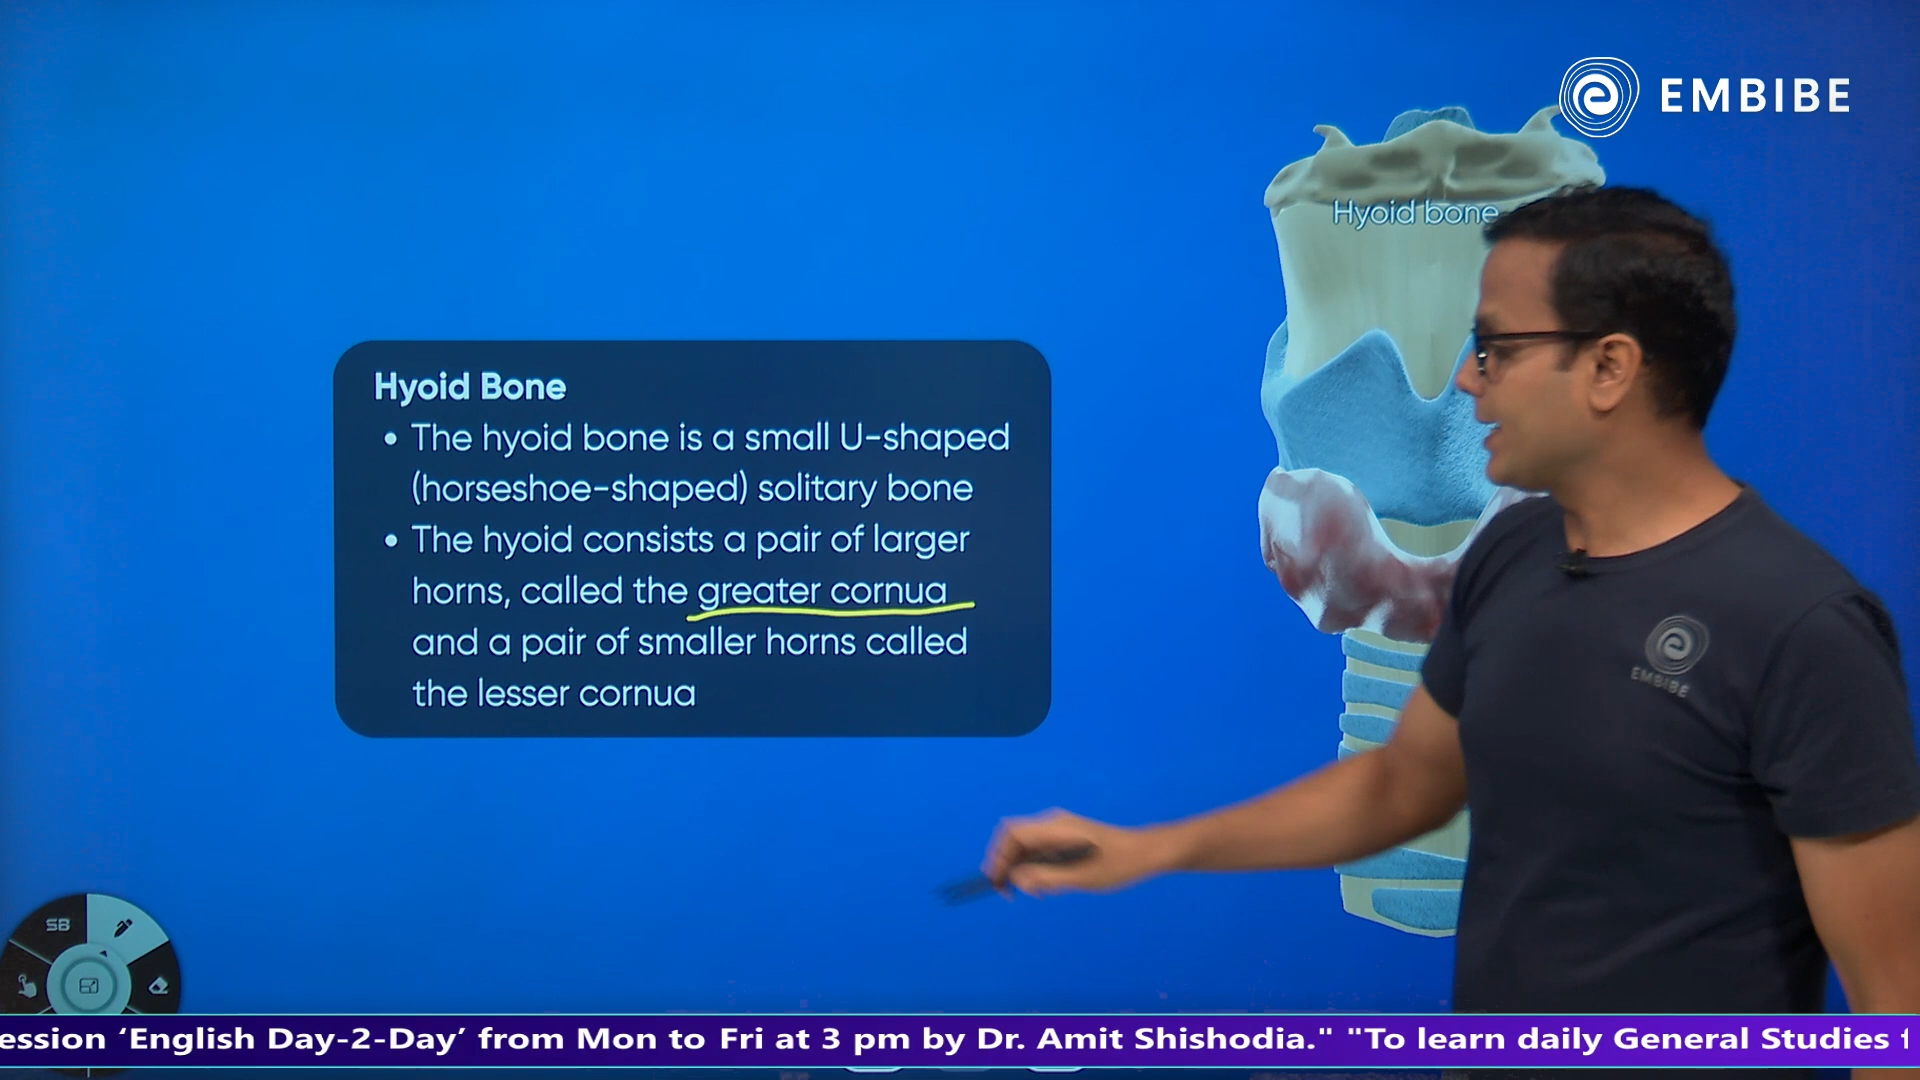 EMBIBE
Hyoid bone
Hyoid Bone
• The hyoid bone is a small U-shaped
(horseshoe-shaped) solitary bone
• The hyoid consists a pair of larger
horns, called the greater cornua
and a pair of smaller horns called
the lesser cornua
EMBIBE
SB
ession ‘English Day-2-Day’ from Mon to Fri at 3 pm by Dr. Amit Shishodia." "To learn daily General Studies